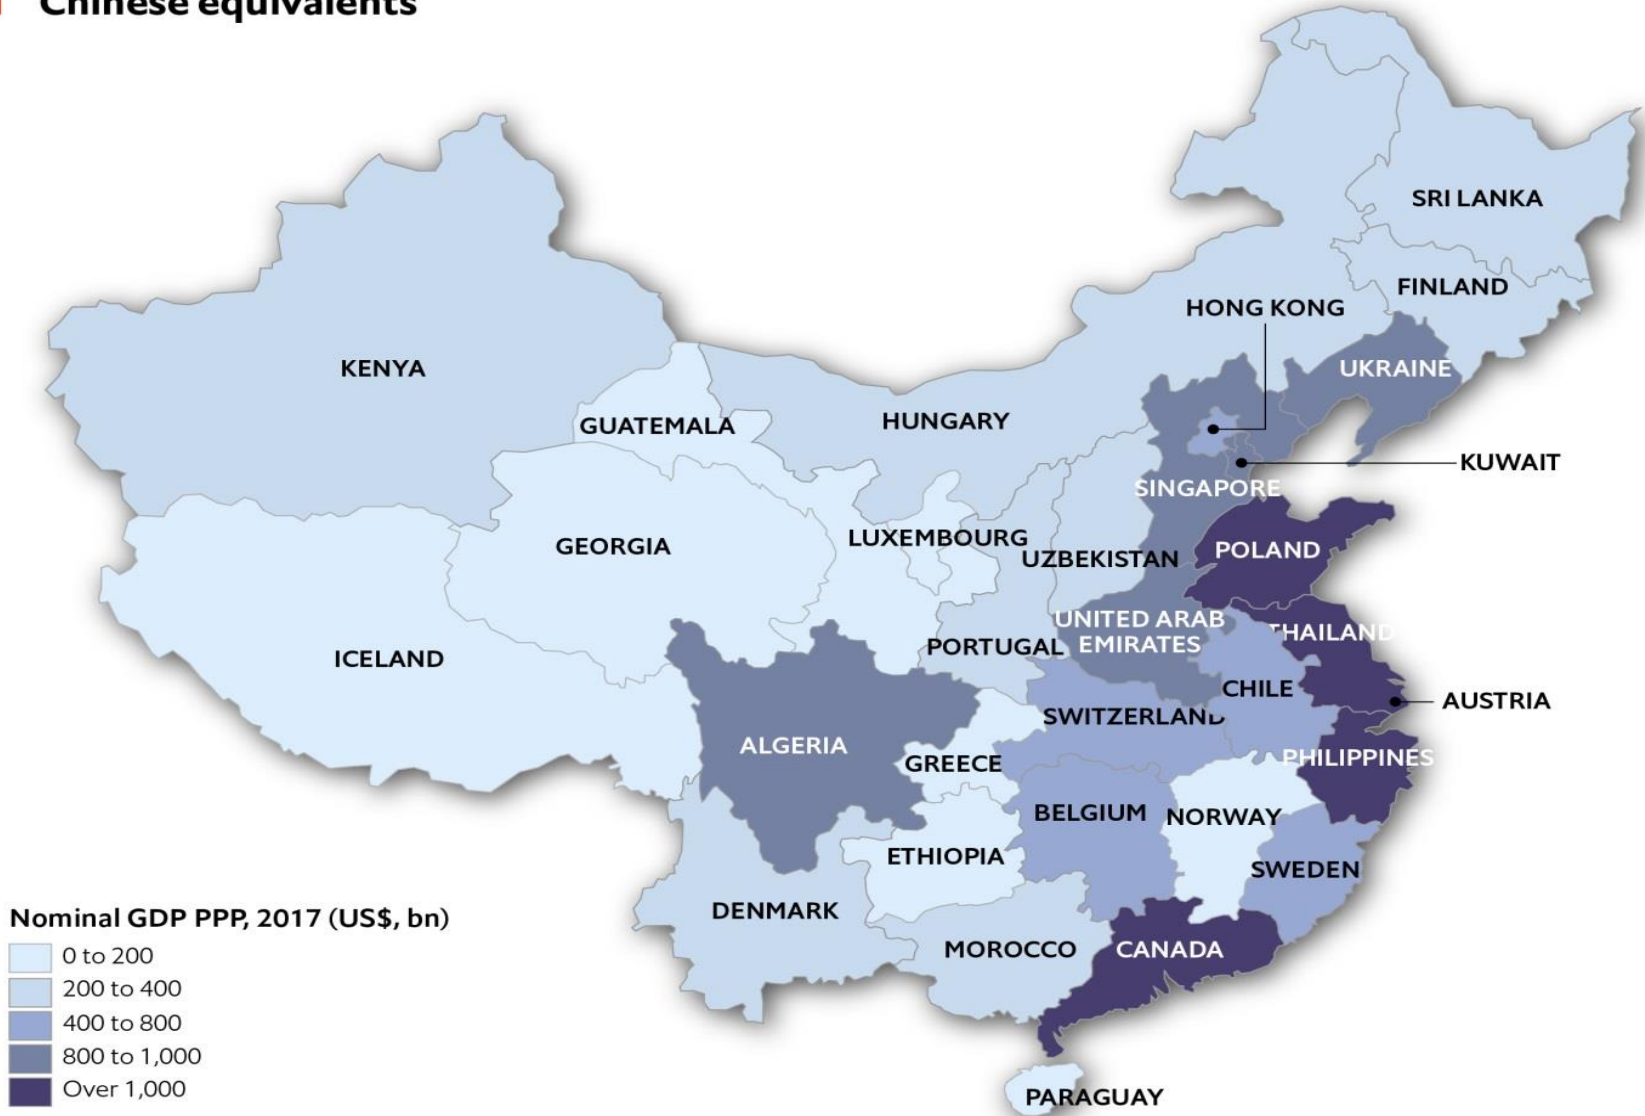 Chinese equivalents
SRI LANKA
FINLAND
HONG KONG
UKRAINE
KENYA
GUATEMALA
HUNGARY
KUWAIT
SINGAPORE
GEORGIA
LUXEMBOURG
UZBEKISTAN
POLAND
UNITED ARAB
EMIRATES
THAILAND
ICELAND
PORTUGAL
CHILE
AUSTRIA
SWITZERLAND
ALGERIA
GREECE
PHILIPPINES
BELGIUM
NORWAY
ETHIOPIA
SWEDEN
DENMARK
MOROCCO
CANADA
PARAGUAY
Nominal GDP PPP, 2017 (US$, bn)
0 to 200
200 to 400
400 to 800
800 to 1,000
Over 1,000